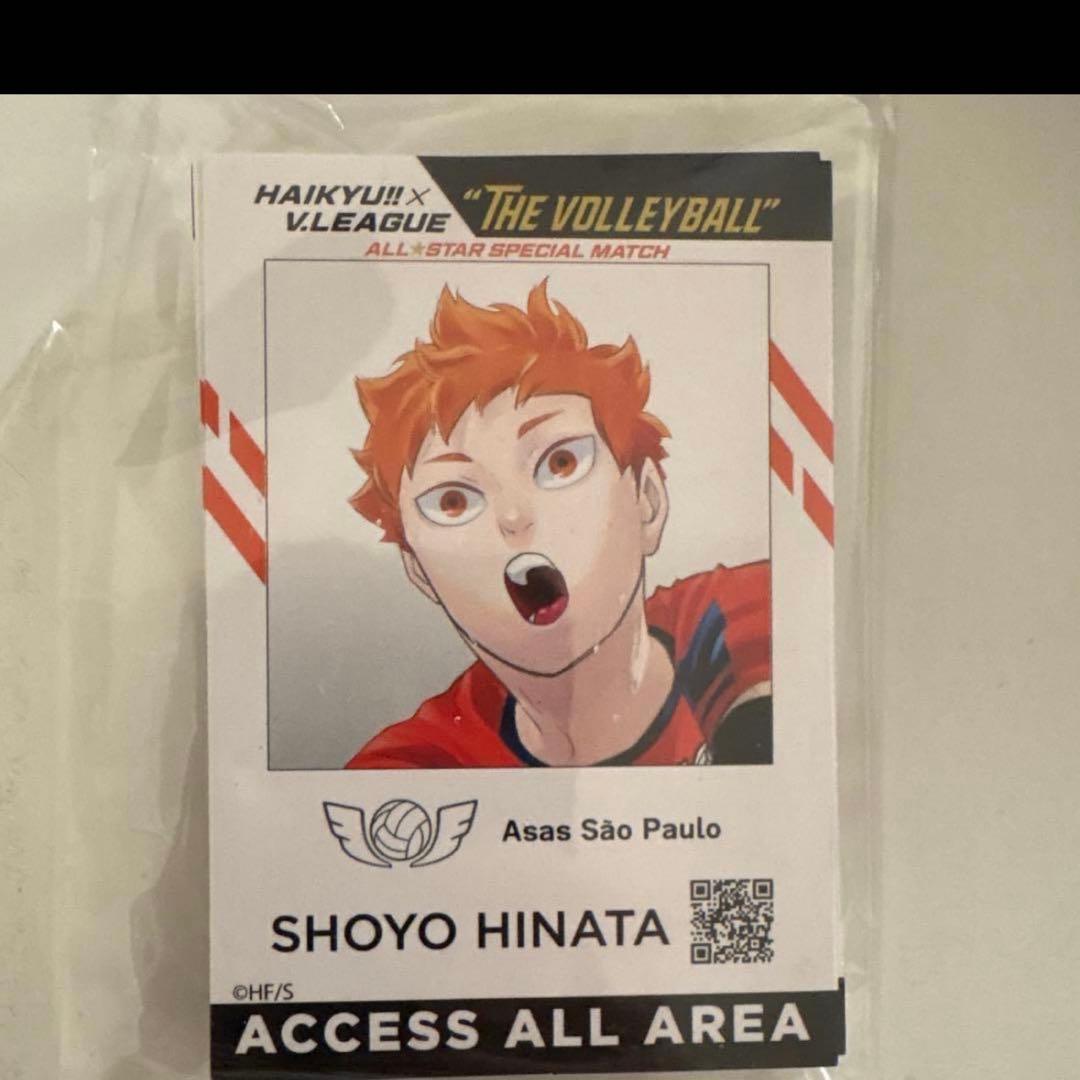 HAIKYU!!×
V.LEAGUE
"THE VOLLEYBALL"
ALL★STAR SPECIAL MATCH
Asas São Paulo
SHOYO HINATA
©HF/S
ACCESS ALL AREA